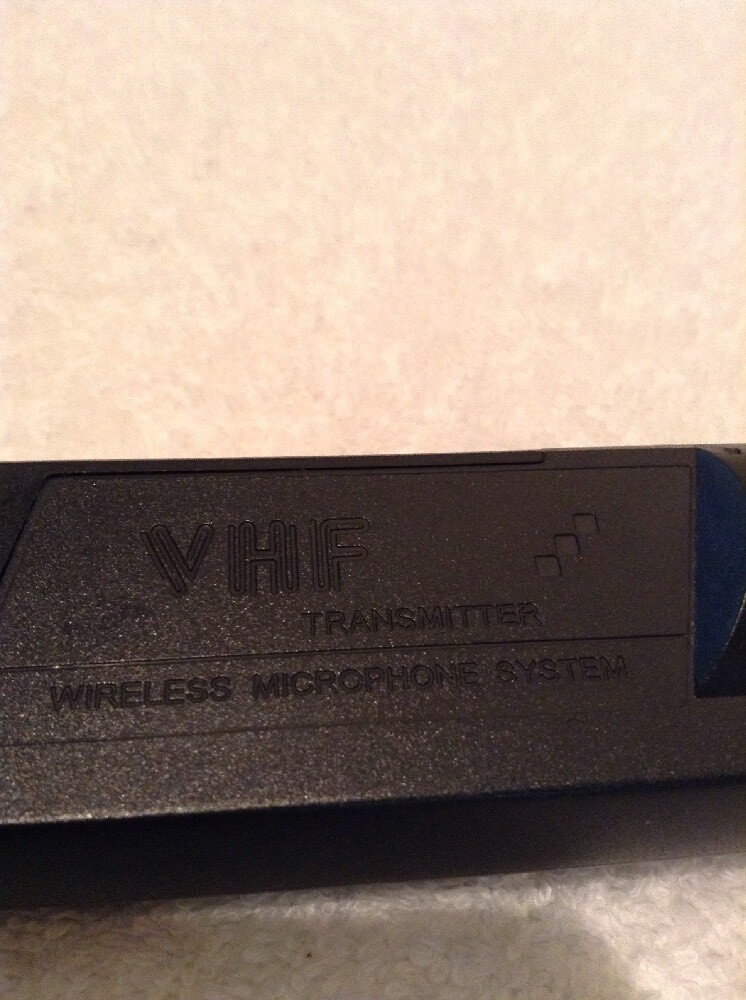 VHF
TRANSMITTER
WIRELESS MICROPHONE SYSTEM